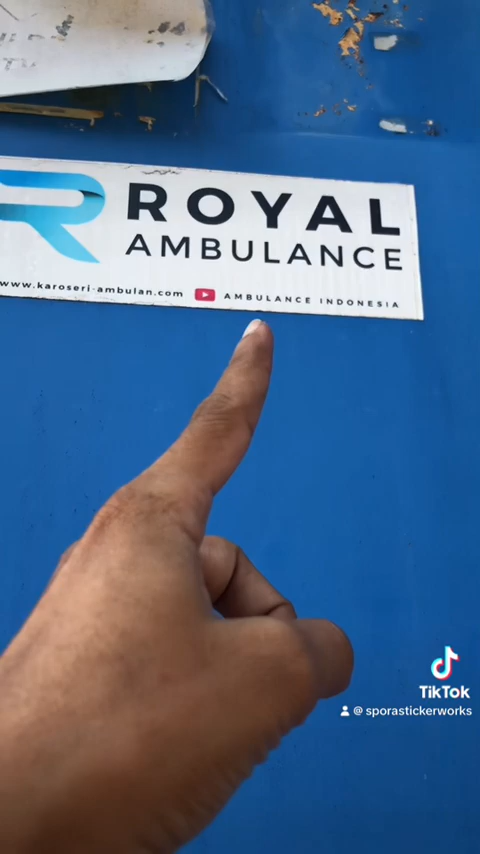 ROYAL
AMBULANCE
www.karoseri-ambulan.com AMBULANCE INDONESIA
TikTok
@ sporastickerworks